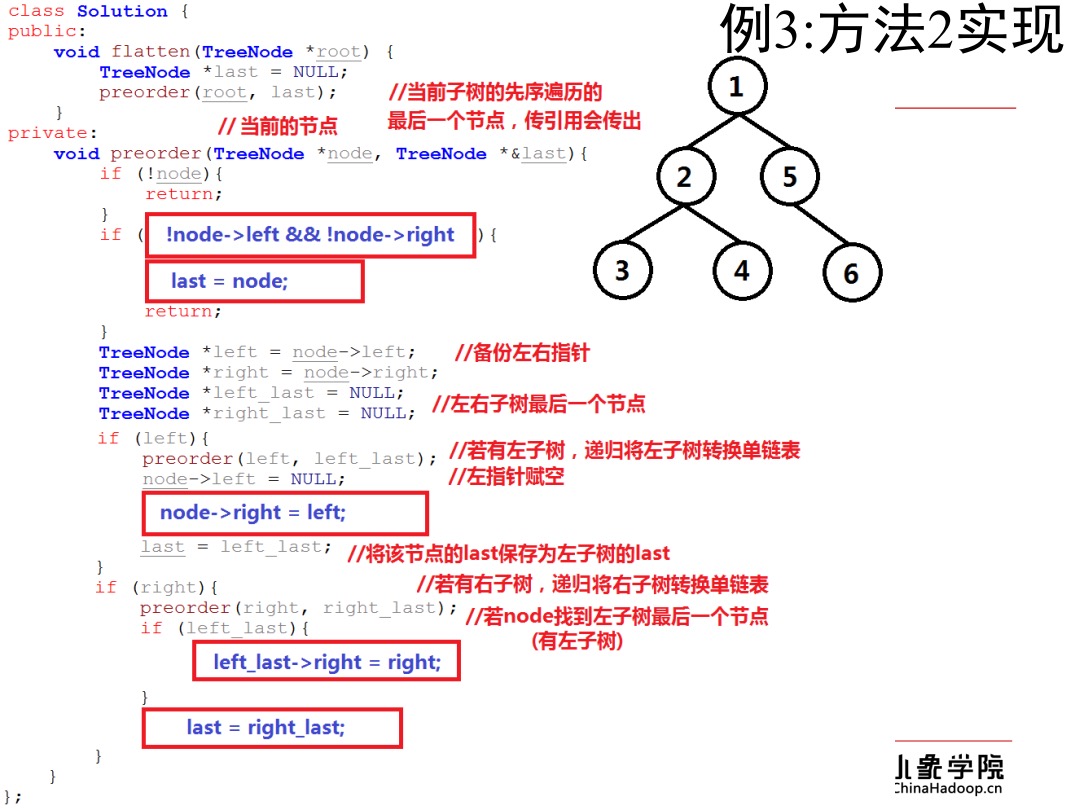 例3:方法2实现
class Solution {
public:
void flatten(TreeNode *root) {
TreeNode *last = NULL;
preorder(root, last); //当前子树的先序遍历的
} // 当前的节点 最后一个节点，传引用会传出
private:
void preorder(TreeNode *node, TreeNode *&last){
if (!node){
return;
}
if ( !node->left && !node->right ){
last = node;
return;
}
TreeNode *left = node->left; //备份左右指针
TreeNode *right = node->right;
TreeNode *left_last = NULL;
TreeNode *right_last = NULL; //左右子树最后一个节点
if (left){
preorder(left, left_last); //若有左子树，递归将左子树转换单链表
node->left = NULL; //左指针赋空
node->right = left;
last = left_last; //将该节点的last保存为左子树的last
}
if (right){ //若有右子树，递归将右子树转换单链表
preorder(right, right_last); //若node找到左子树最后一个节点
if (left_last){ (有左子树)
left_last->right = right;
}
last = right_last;
}
}
};
1
2 5
3 4 6
小象学院
ChinaHadoop.cn